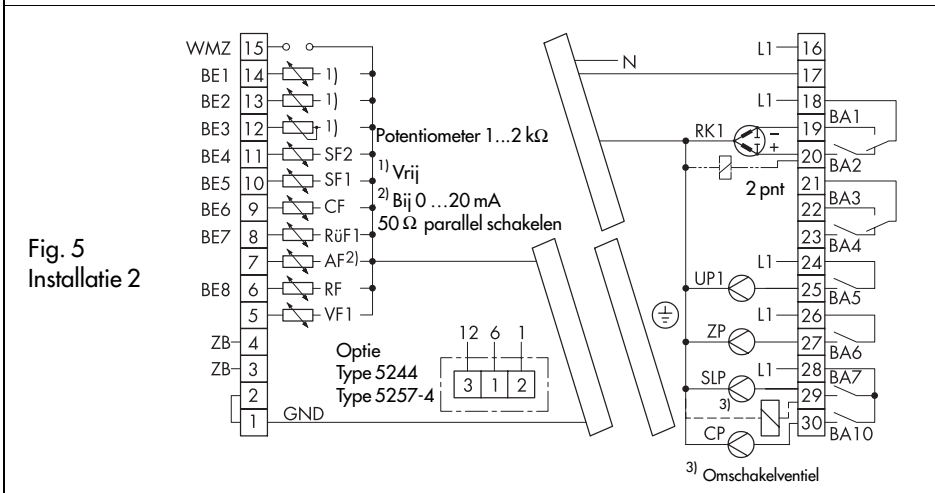 Fig. 5
Installatie 2
WMZ 15
BE1 14 1)
BE2 13 1)
BE3 12 1)
BE4 11 SF2
BE5 10 SF1
BE6 9 CF
BE7 8 RüF1
7 AF2)
BE8 6 RF
5 VF1
ZB 4
ZB 3
2
1 GND
Potentiometer 1...2 kΩ
1) Vrij
2) Bij 0 ...20 mA
50 Ω parallel schakelen
Optie
Type 5244
Type 5257-4
12 6 1
3 1 2
N
L1 16
17
L1 18
BA1
RK1 - 19
+ 20
BA2
2 pnt
21
BA3
22
23
BA4
L1 24
UP1 25
BA5
L1 26
ZP 27
BA6
L1 28
BA7
SLP 29
3)
CP 30
BA10
3) Omschakelventiel